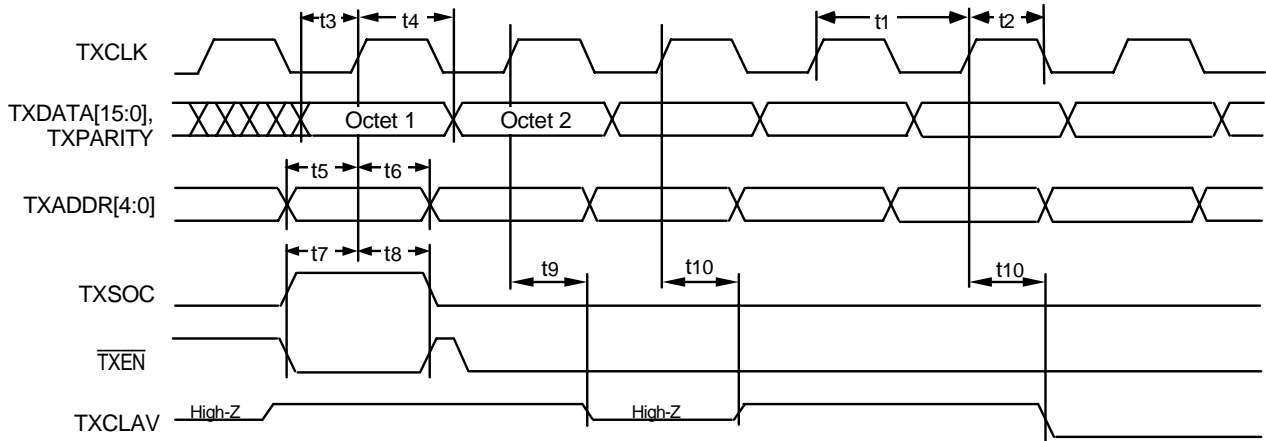 t3 t4 t1 t2
TXCLK
TXDATA[15:0],
TXPARITY
Octet 1 Octet 2
t5 t6
TXADDR[4:0]
t7 t8 t9 t10 t10
TXSOC
TXEN
TXCLAV
High-Z High-Z